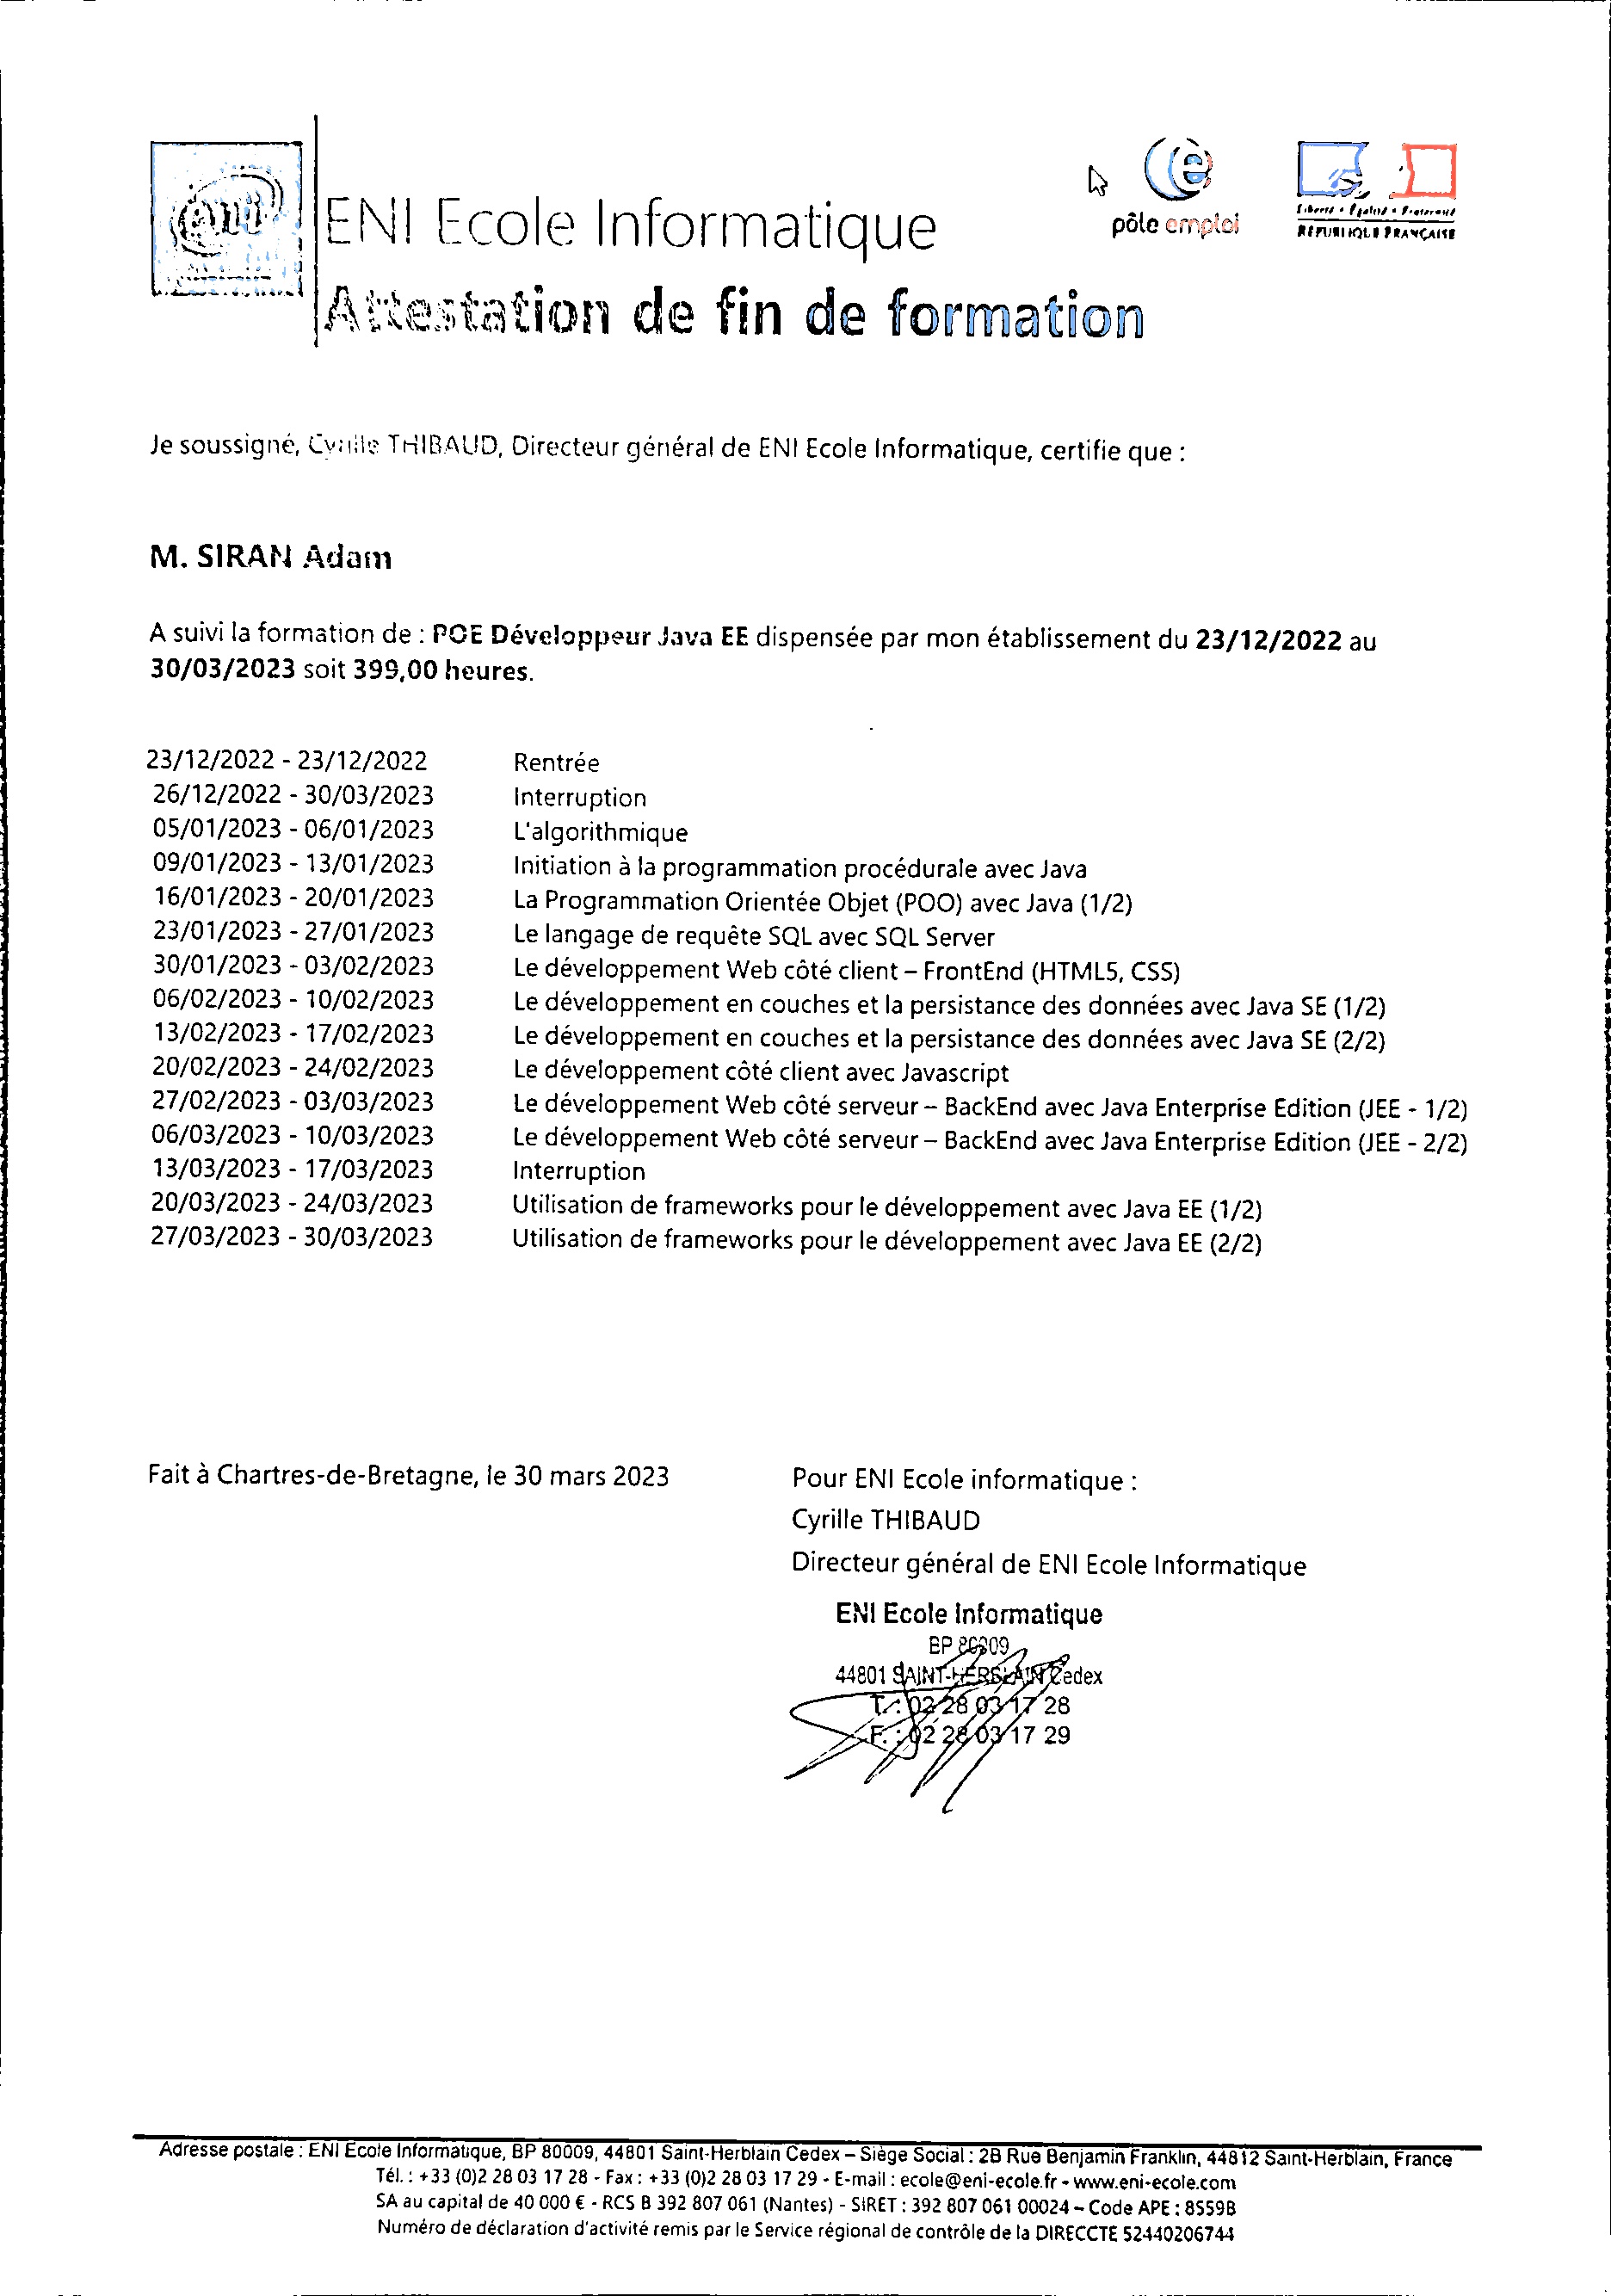 eni
ENI Ecole Informatique
Attestation de fin de formation
pôle emploi
Liberté • Égalité • Fraternité
RÉPUBLIQUE FRANÇAISE
Je soussigné, Cyrille THIBAUD, Directeur général de ENI Ecole Informatique, certifie que :
M. SIRAN Adam
A suivi la formation de : POE Développeur Java EE dispensée par mon établissement du 23/12/2022 au
30/03/2023 soit 399,00 heures.
23/12/2022 - 23/12/2022 Rentrée
26/12/2022 - 30/03/2023 Interruption
05/01/2023 - 06/01/2023 L'algorithmique
09/01/2023 - 13/01/2023 Initiation à la programmation procédurale avec Java
16/01/2023 - 20/01/2023 La Programmation Orientée Objet (POO) avec Java (1/2)
23/01/2023 - 27/01/2023 Le langage de requête SQL avec SQL Server
30/01/2023 - 03/02/2023 Le développement Web côté client – FrontEnd (HTML5, CSS)
06/02/2023 - 10/02/2023 Le développement en couches et la persistance des données avec Java SE (1/2)
13/02/2023 - 17/02/2023 Le développement en couches et la persistance des données avec Java SE (2/2)
20/02/2023 - 24/02/2023 Le développement côté client avec Javascript
27/02/2023 - 03/03/2023 Le développement Web côté serveur – BackEnd avec Java Enterprise Edition (JEE - 1/2)
06/03/2023 - 10/03/2023 Le développement Web côté serveur – BackEnd avec Java Enterprise Edition (JEE - 2/2)
13/03/2023 - 17/03/2023 Interruption
20/03/2023 - 24/03/2023 Utilisation de frameworks pour le développement avec Java EE (1/2)
27/03/2023 - 30/03/2023 Utilisation de frameworks pour le développement avec Java EE (2/2)
Fait à Chartres-de-Bretagne, le 30 mars 2023
Pour ENI Ecole informatique :
Cyrille THIBAUD
Directeur général de ENI Ecole Informatique
ENI Ecole Informatique
BP 80009
44801 SAINT-HERBLAIN Cedex
T. : 02 28 03 17 28
F. : 02 28 03 17 29
Adresse postale : ENI Ecole Informatique, BP 80009, 44801 Saint-Herblain Cedex – Siège Social : 2B Rue Benjamin Franklin, 44812 Saint-Herblain, France
Tél. : +33 (0)2 28 03 17 28 - Fax : +33 (0)2 28 03 17 29 - E-mail : ecole@eni-ecole.fr - www.eni-ecole.com
SA au capital de 40 000 € - RCS B 392 807 061 (Nantes) - SIRET : 392 807 061 00024 – Code APE : 8559B
Numéro de déclaration d'activité remis par le Service régional de contrôle de la DIRECCTE 52440206744